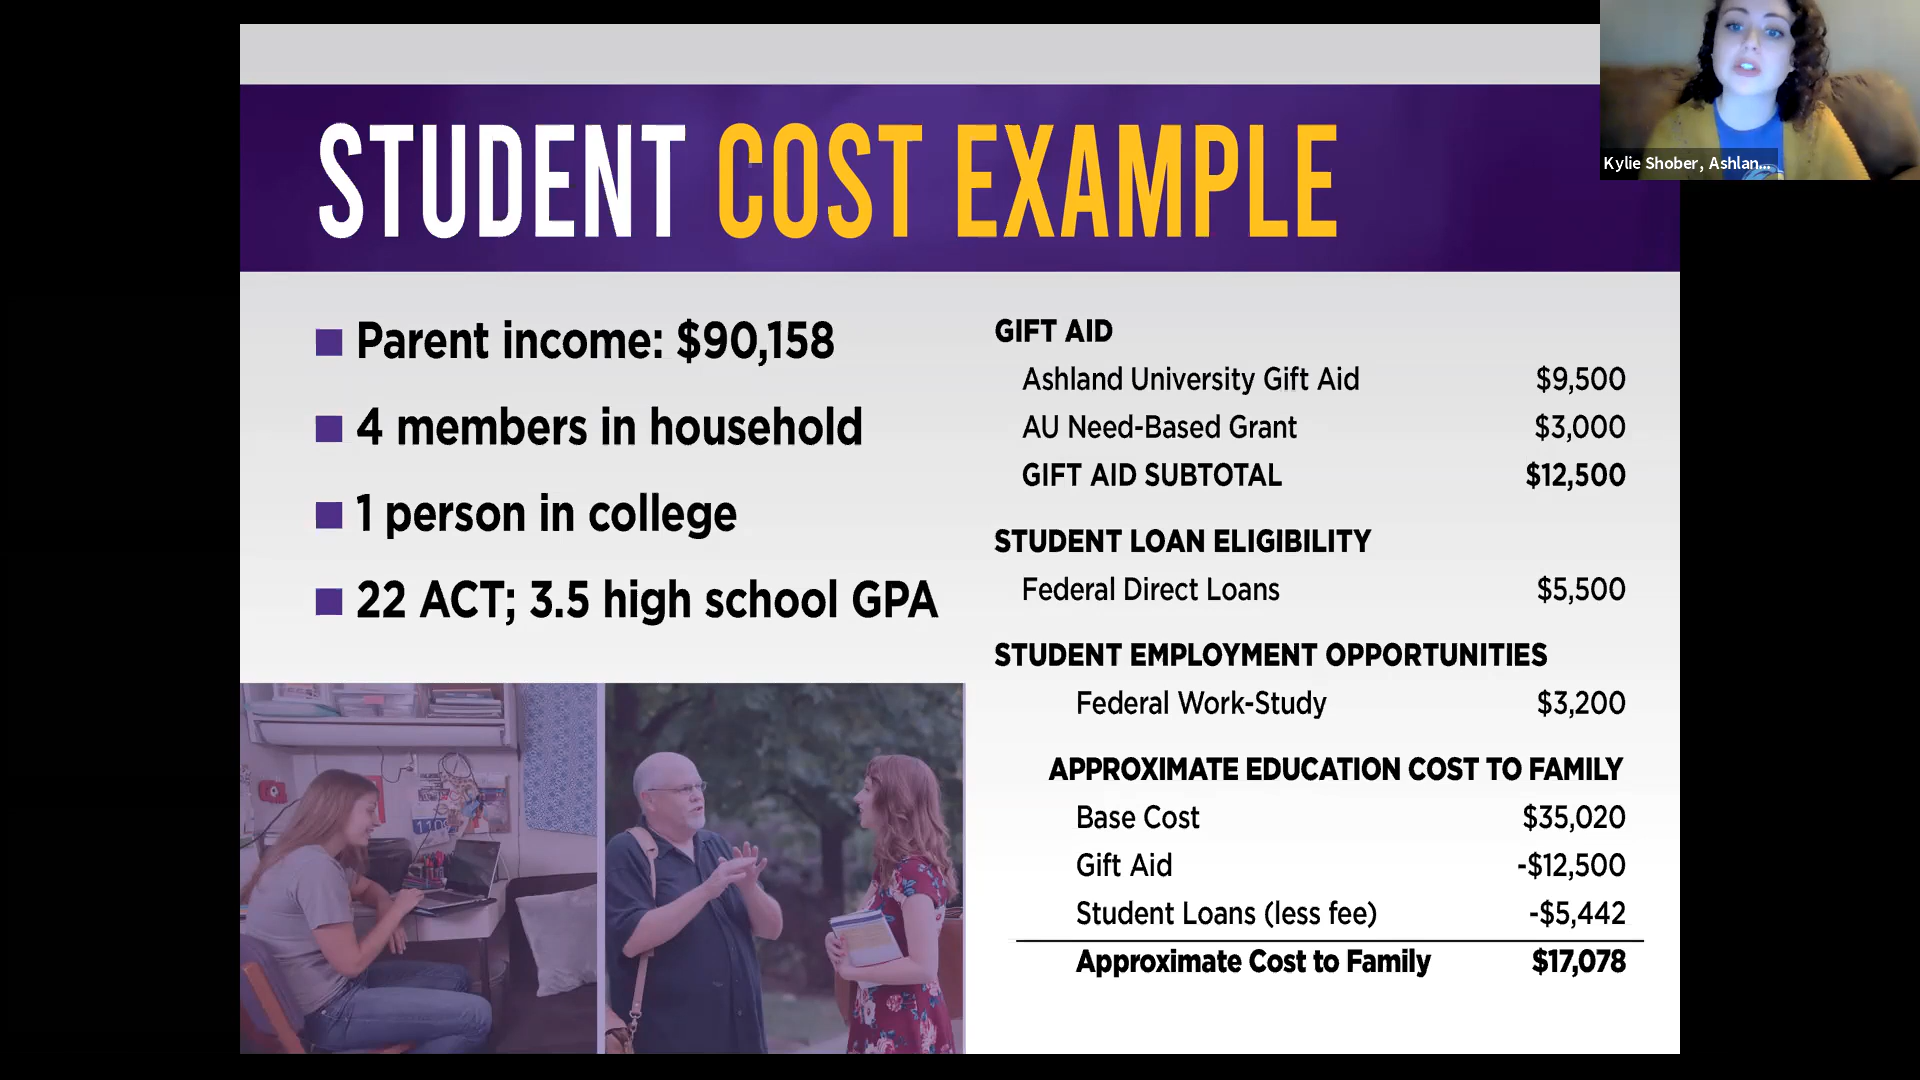 STUDENT COST EXAMPLE
Kylie Shober, Ashlan...
Parent income: $90,158
4 members in household
1 person in college
22 ACT; 3.5 high school GPA
GIFT AID
Ashland University Gift Aid $9,500
AU Need-Based Grant $3,000
GIFT AID SUBTOTAL $12,500
STUDENT LOAN ELIGIBILITY
Federal Direct Loans $5,500
STUDENT EMPLOYMENT OPPORTUNITIES
Federal Work-Study $3,200
APPROXIMATE EDUCATION COST TO FAMILY
Base Cost $35,020
Gift Aid -$12,500
Student Loans (less fee) -$5,442
Approximate Cost to Family $17,078